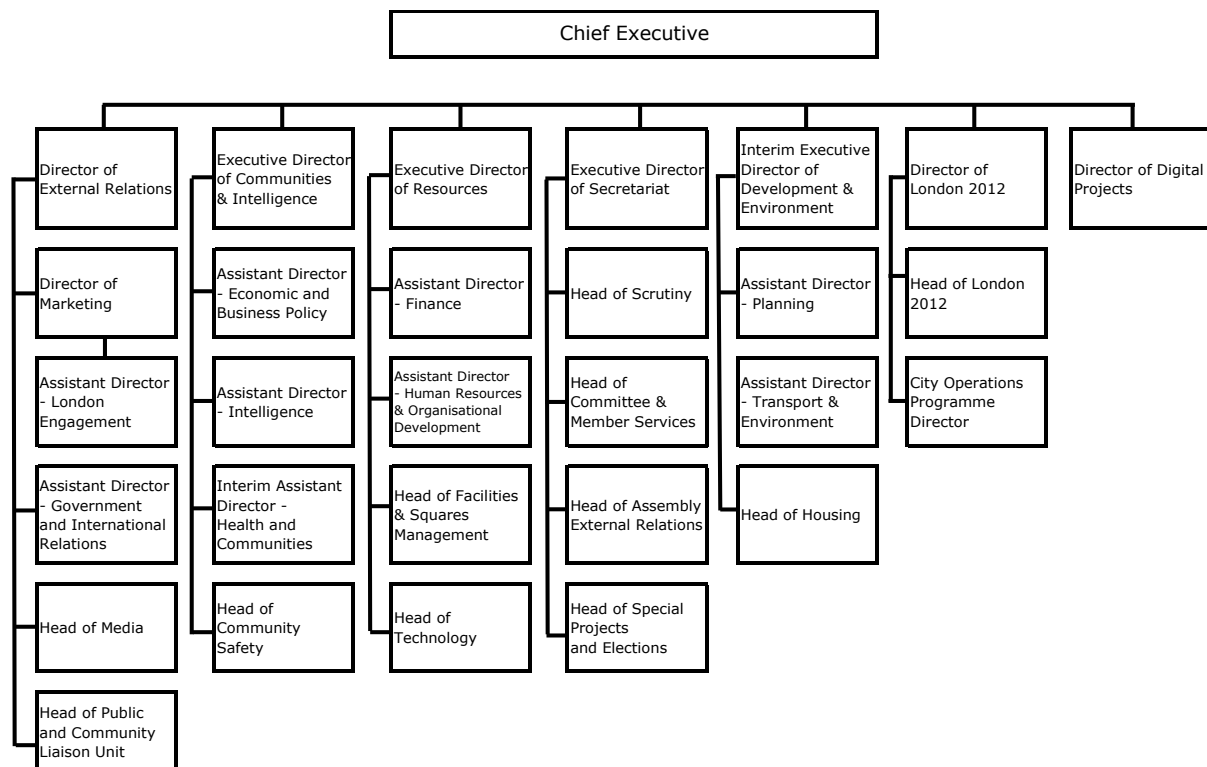 Chief Executive
Director of
External Relations
Executive Director
of Communities
& Intelligence
Executive Director
of Resources
Executive Director
of Secretariat
Interim Executive
Director of
Development &
Environment
Director of
London 2012
Director of Digital
Projects
Director of
Marketing
Assistant Director
- Economic and
Business Policy
Assistant Director
- Finance
Head of Scrutiny
Assistant Director
- Planning
Head of London
2012
Assistant Director
- London
Engagement
Assistant Director
- Intelligence
Assistant Director
- Human Resources
& Organisational
Development
Head of
Committee &
Member Services
Assistant Director
- Transport &
Environment
City Operations
Programme
Director
Assistant Director
- Government
and International
Relations
Interim Assistant
Director -
Health and
Communities
Head of Facilities
& Squares
Management
Head of Assembly
External Relations
Head of Housing
Head of Media
Head of
Community
Safety
Head of
Technology
Head of Special
Projects
and Elections
Head of Public
and Community
Liaison Unit